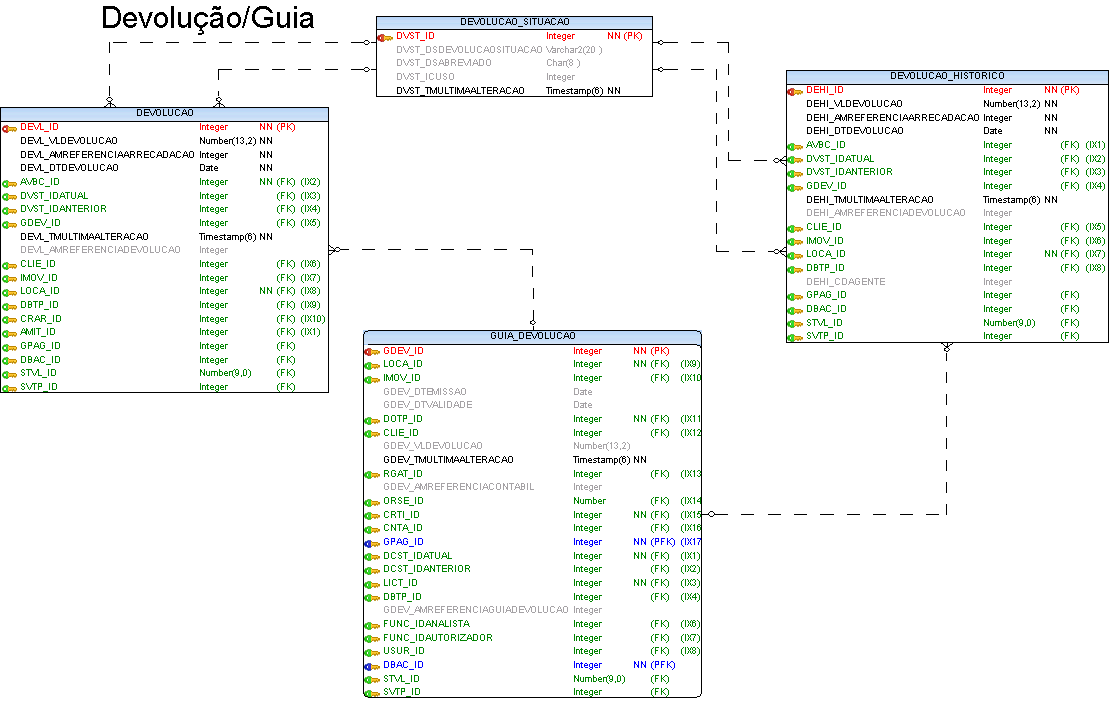 Devolução/Guia
DEVOLUCAO_SITUACAO
DVST_ID Integer NN (PK)
DVST_DSDEVOLUCAOSITUACAO Varchar2(20 )
DVST_DSABREVIADO Char(8 )
DVST_ICUSO Integer
DVST_TMULTIMAALTERACAO Timestamp(6) NN
DEVOLUCAO
DEVL_ID Integer NN (PK)
DEVL_VLDEVOLUCAO Number(13,2) NN
DEVL_AMREFERENCIAARRECADACAO Integer NN
DEVL_DTDEVOLUCAO Date NN
AVBC_ID Integer NN (FK) (IX2)
DVST_IDATUAL Integer (FK) (IX3)
DVST_IDANTERIOR Integer (FK) (IX4)
GDEV_ID Integer (FK) (IX5)
DEVL_TMULTIMAALTERACAO Timestamp(6) NN
DEVL_AMREFERENCIADEVOLUCAO Integer
CLIE_ID Integer (FK) (IX6)
IMOV_ID Integer (FK) (IX7)
LOCA_ID Integer NN (FK) (IX8)
DBTP_ID Integer (FK) (IX9)
CRAR_ID Integer (FK) (IX10)
AMIT_ID Integer (FK) (IX1)
GPAG_ID Integer (FK)
DBAC_ID Integer (FK)
STVL_ID Number(9,0) (FK)
SVTP_ID Integer (FK)
DEVOLUCAO_HISTORICO
DEHI_ID Integer NN (PK)
DEHI_VLDEVOLUCAO Number(13,2) NN
DEHI_AMREFERENCIAARRECADACAO Integer NN
DEHI_DTDEVOLUCAO Date NN
AVBC_ID Integer (FK) (IX1)
DVST_IDATUAL Integer (FK) (IX2)
DVST_IDANTERIOR Integer (FK) (IX3)
GDEV_ID Integer (FK) (IX4)
DEHI_TMULTIMAALTERACAO Timestamp(6) NN
DEHI_AMREFERENCIADEVOLUCAO Integer
CLIE_ID Integer (FK) (IX5)
IMOV_ID Integer (FK) (IX6)
LOCA_ID Integer NN (FK) (IX7)
DBTP_ID Integer (FK) (IX8)
DEHI_CDAGENTE Integer
GPAG_ID Integer (FK)
DBAC_ID Integer (FK)
STVL_ID Number(9,0) (FK)
SVTP_ID Integer (FK)
GUIA_DEVOLUCAO
GDEV_ID Integer NN (PK)
LOCA_ID Integer NN (FK) (IX9)
IMOV_ID Integer (FK) (IX10
GDEV_DTEMISSAO Date
GDEV_DTVALIDADE Date
DOTP_ID Integer NN (FK) (IX11
CLIE_ID Integer (FK) (IX12
GDEV_VLDEVOLUCAO Number(13,2)
GDEV_TMULTIMAALTERACAO Timestamp(6) NN
RGAT_ID Integer (FK) (IX13
GDEV_AMREFERENCIACONTABIL Integer
ORSE_ID Number (FK) (IX14
CRTI_ID Integer NN (FK) (IX15
CNTA_ID Integer (FK) (IX16
GPAG_ID Integer NN (PFK) (IX17
DCST_IDATUAL Integer NN (FK) (IX1)
DCST_IDANTERIOR Integer (FK) (IX2)
LICT_ID Integer NN (FK) (IX3)
DBTP_ID Integer (FK) (IX4)
GDEV_AMREFERENCIAGUIADEVOLUCAO Integer
FUNC_IDANALISTA Integer (FK) (IX6)
FUNC_IDAUTORIZADOR Integer (FK) (IX7)
USUR_ID Integer (FK) (IX8)
DBAC_ID Integer NN (PFK)
STVL_ID Number(9,0) (FK)
SVTP_ID Integer (FK)